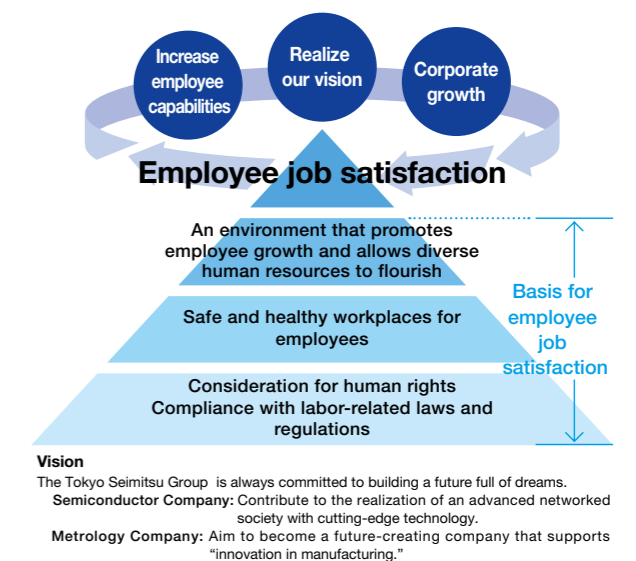 Increase
employee
capabilities
Realize
our vision
Corporate
growth
Employee job satisfaction
An environment that promotes
employee growth and allows diverse
human resources to flourish
Safe and healthy workplaces for
employees
Consideration for human rights
Compliance with labor-related laws and
regulations
Basis for
employee
job
satisfaction
Vision
The Tokyo Seimitsu Group is always committed to building a future full of dreams.
Semiconductor Company: Contribute to the realization of an advanced networked
society with cutting-edge technology.
Metrology Company: Aim to become a future-creating company that supports
“innovation in manufacturing.”